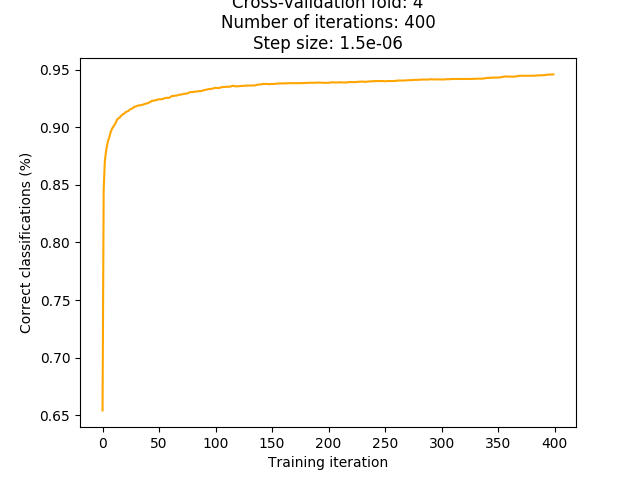 Cross-validation fold: 4
Number of iterations: 400
Step size: 1.5e-06
0.95
0.90
0.85
0.80
0.75
0.70
0.65
Correct classifications (%)
0 50 100 150 200 250 300 350 400
Training iteration